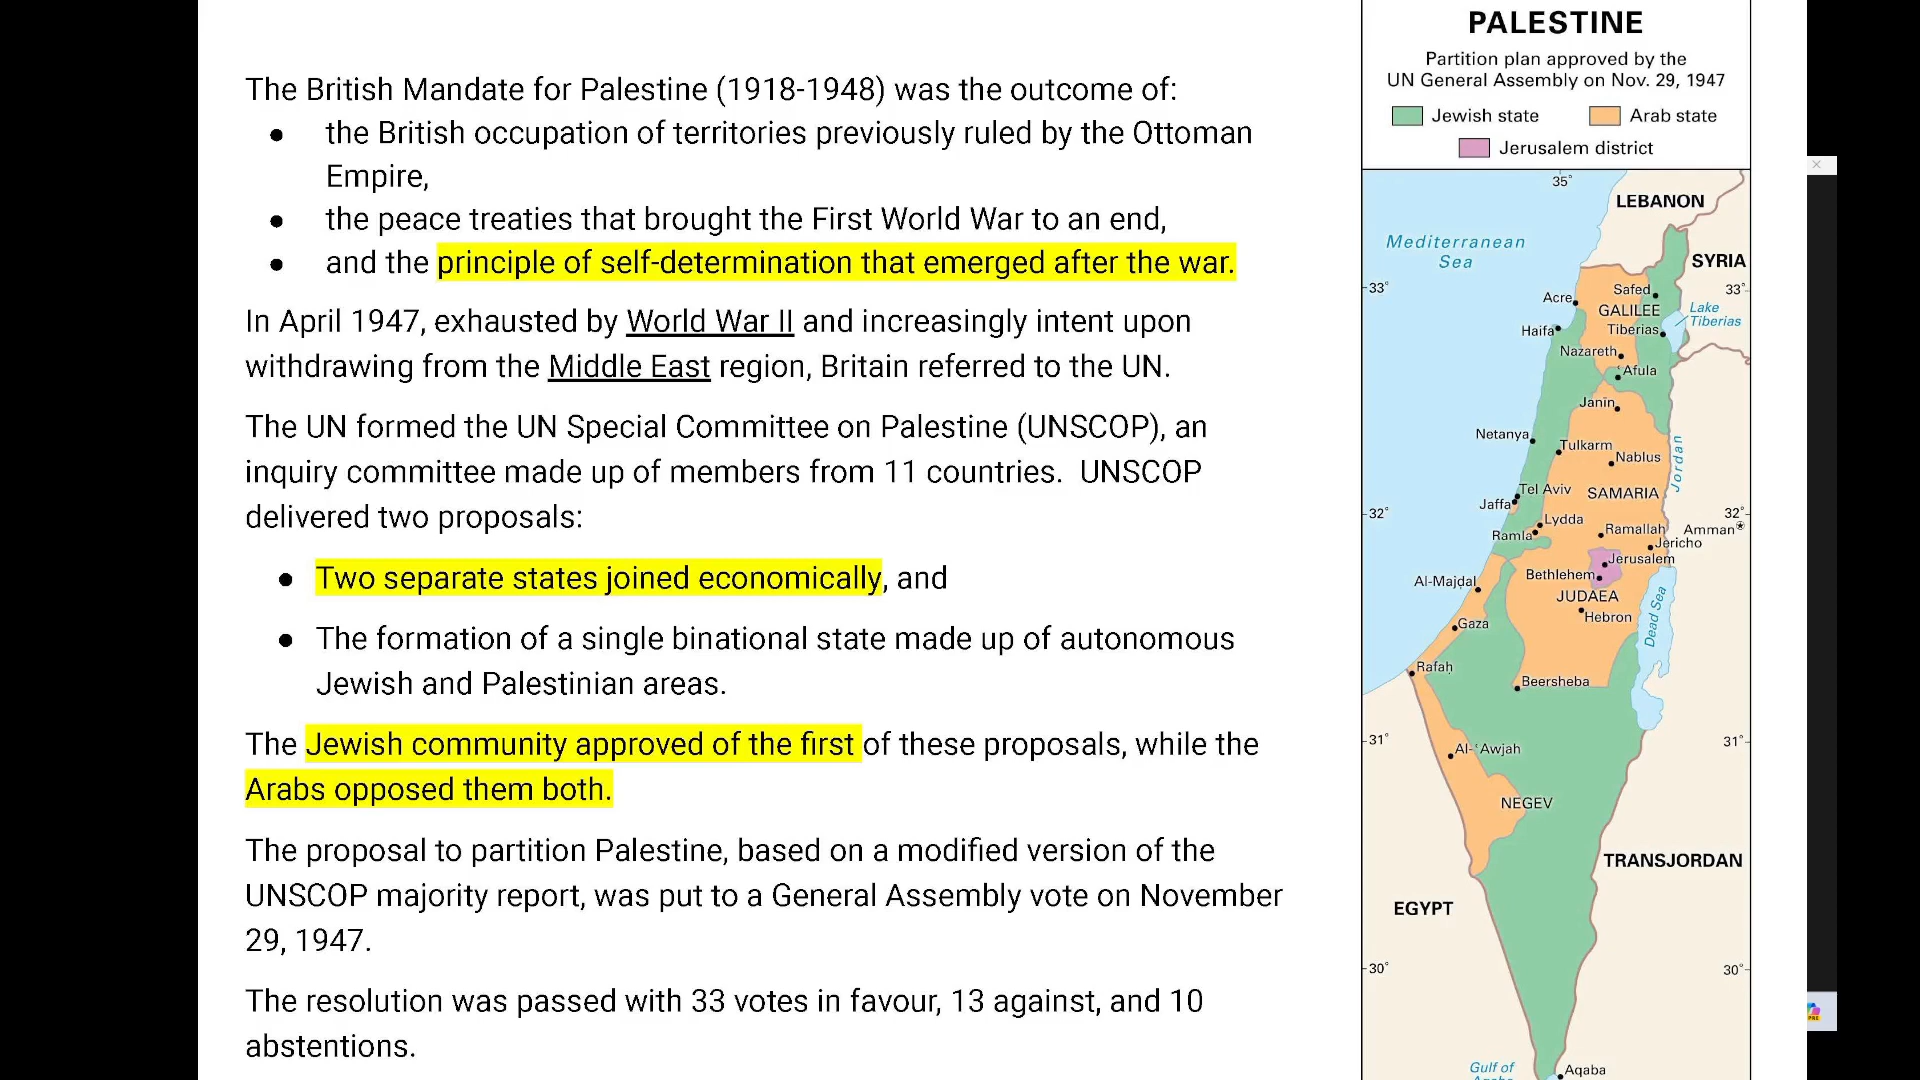 The British Mandate for Palestine (1918-1948) was the outcome of:
● the British occupation of territories previously ruled by the Ottoman
Empire,
● the peace treaties that brought the First World War to an end,
● and the principle of self-determination that emerged after the war.
In April 1947, exhausted by World War II and increasingly intent upon
withdrawing from the Middle East region, Britain referred to the UN.
The UN formed the UN Special Committee on Palestine (UNSCOP), an
inquiry committee made up of members from 11 countries.  UNSCOP
delivered two proposals:
● Two separate states joined economically, and
● The formation of a single binational state made up of autonomous
Jewish and Palestinian areas.
The Jewish community approved of the first of these proposals, while the
Arabs opposed them both.
The proposal to partition Palestine, based on a modified version of the
UNSCOP majority report, was put to a General Assembly vote on November
29, 1947.
The resolution was passed with 33 votes in favour, 13 against, and 10
abstentions.
PALESTINE
Partition plan approved by the
UN General Assembly on Nov. 29, 1947
Jewish state
Arab state
Jerusalem district
35°
LEBANON
Mediterranean
Sea
SYRIA
33°
33°
Safed
Acre
GALILEE
Lake
Tiberias
Haifa
Tiberias
Nazareth
ʿAfula
Janīn
Netanya
Tulkarm
Nablus
Jordan
Tel Aviv
SAMARIA
Jaffa
32°
32°
Lydda
Ramla
Ramallah
Amman
Jericho
Jerusalem
Bethlehem
Al-Majdal
JUDAEA
Hebron
Dead Sea
Gaza
Rafaḥ
Beersheba
31°
31°
Al-ʿAwjah
NEGEV
TRANSJORDAN
EGYPT
30°
30°
Gulf of
Aqaba
Aqaba
PRE